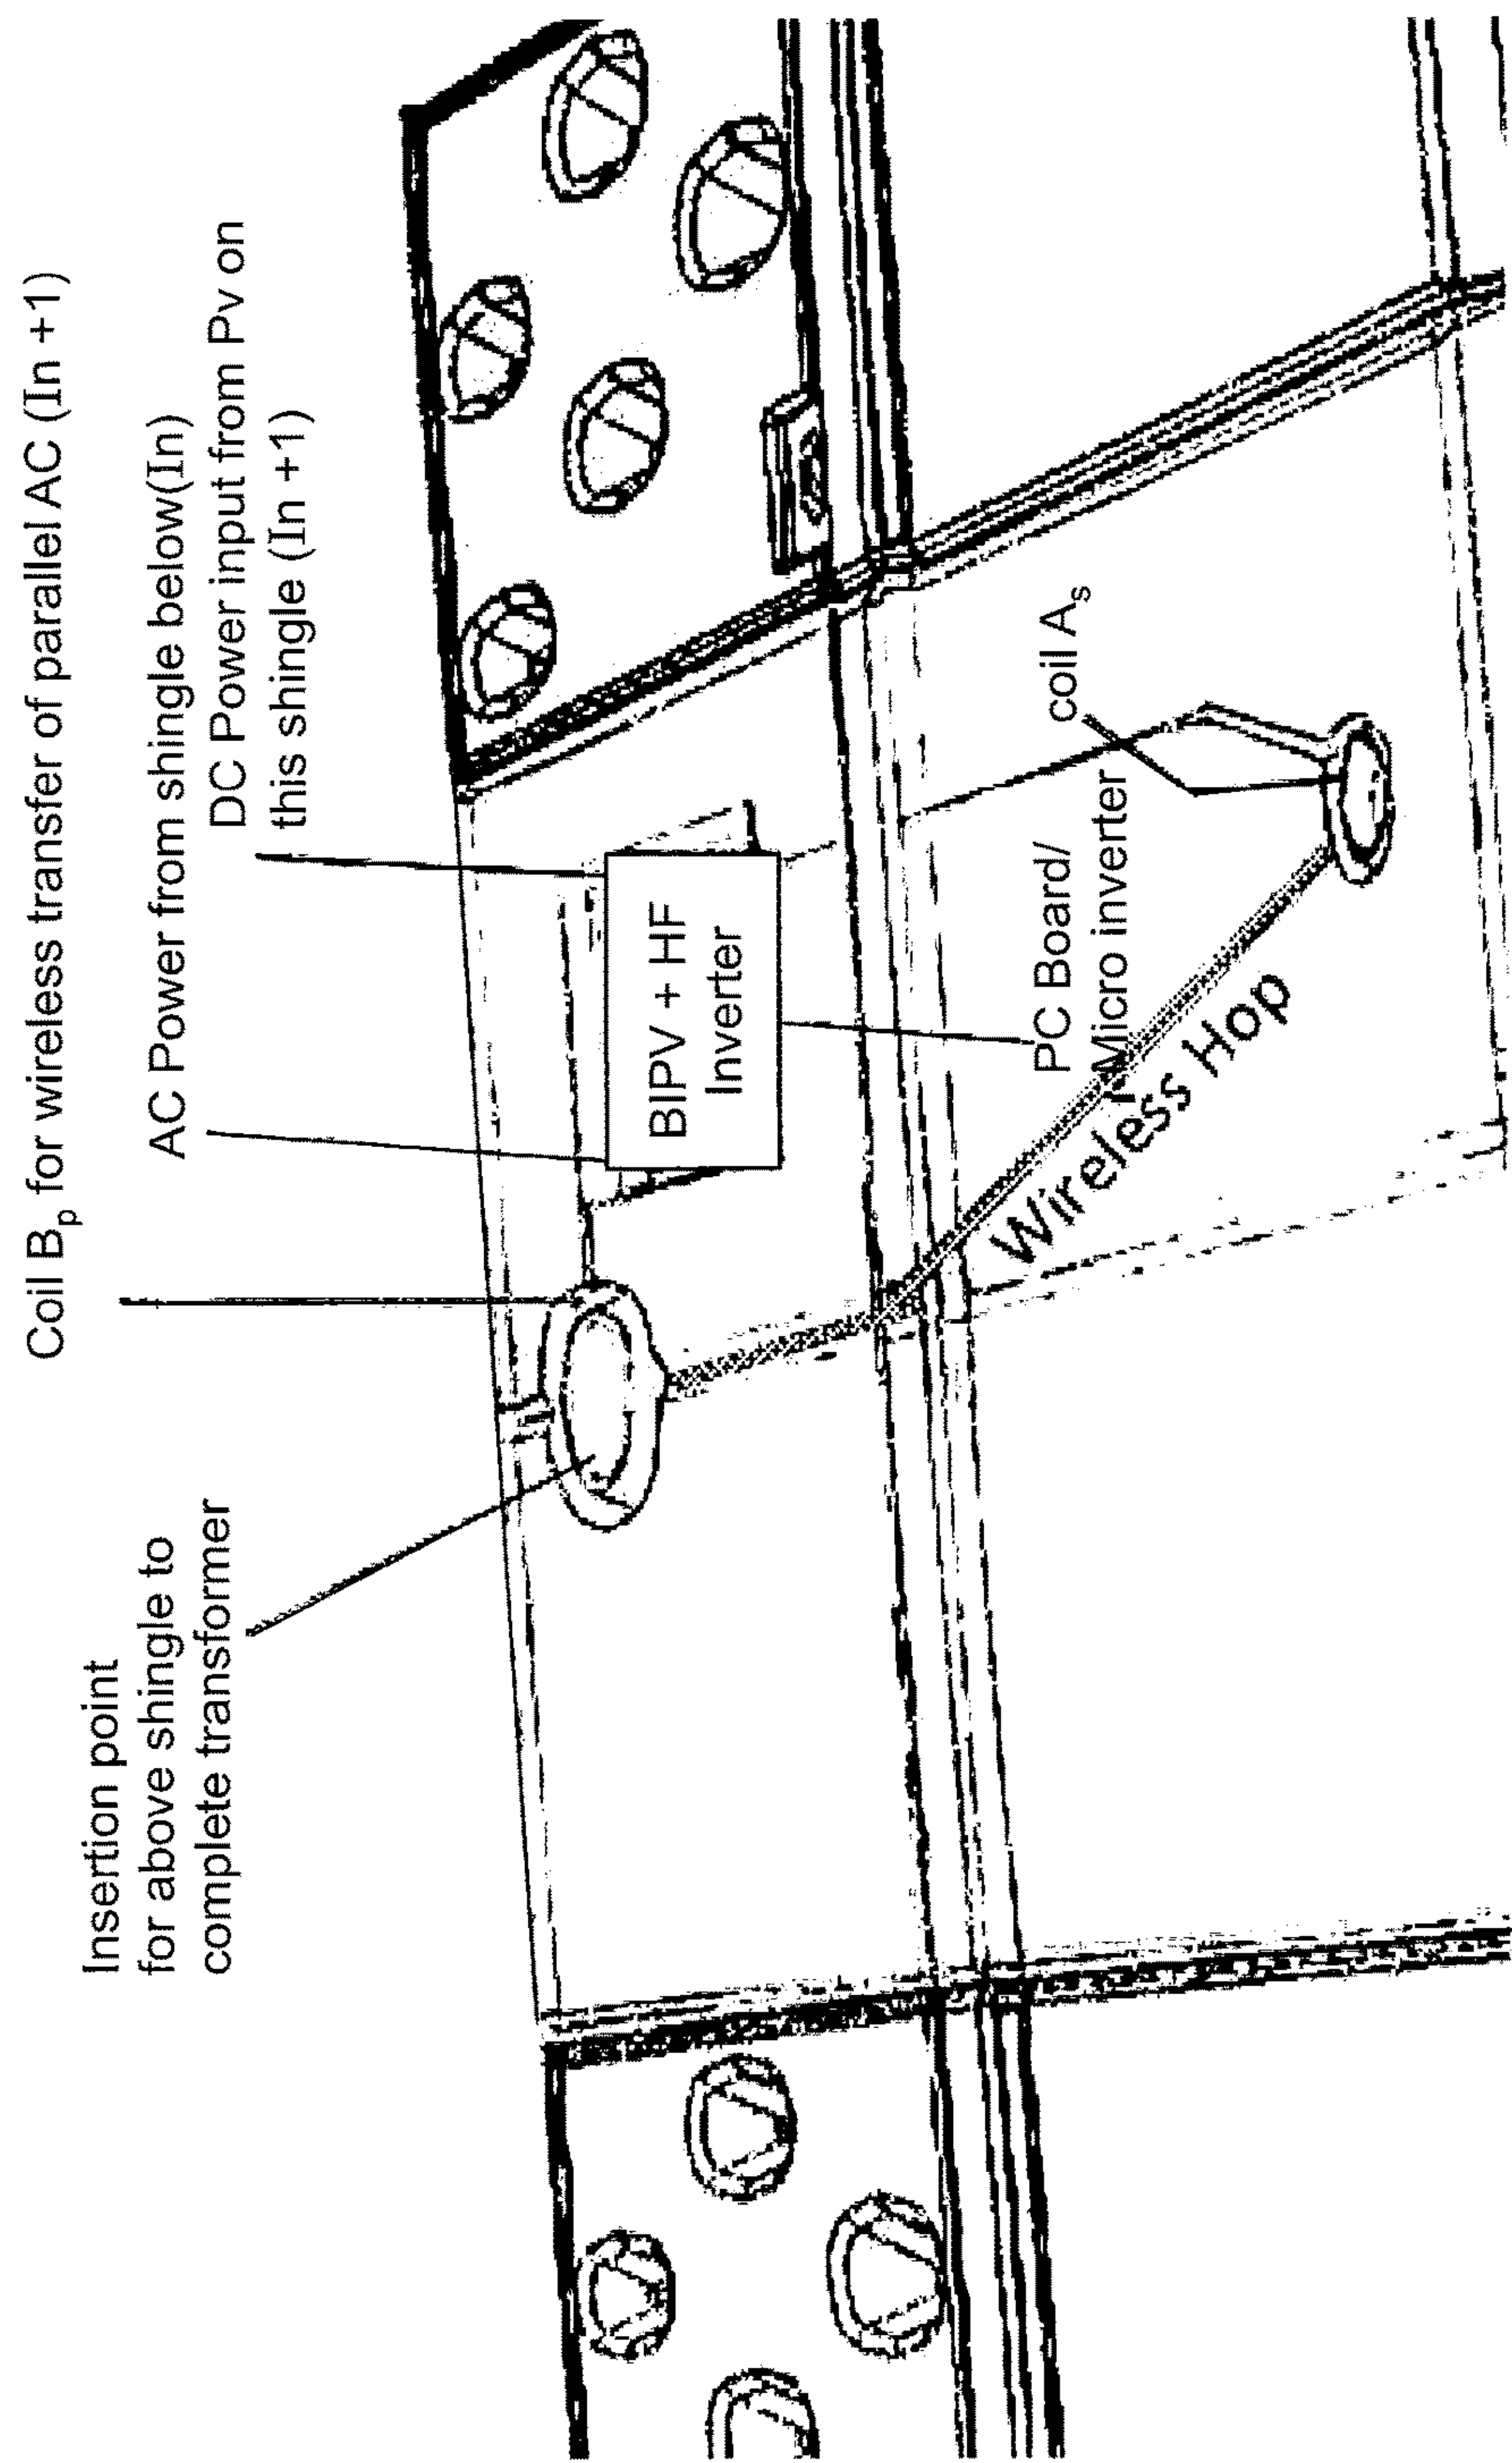 Coil Bp for wireless transfer of parallel AC (In +1)
Insertion point
for above shingle to
complete transformer
AC Power from shingle below(In)
DC Power input from Pv on
this shingle (In +1)
BIPV + HF
Inverter
PC Board/
Micro inverter
coil As
Wireless Hop